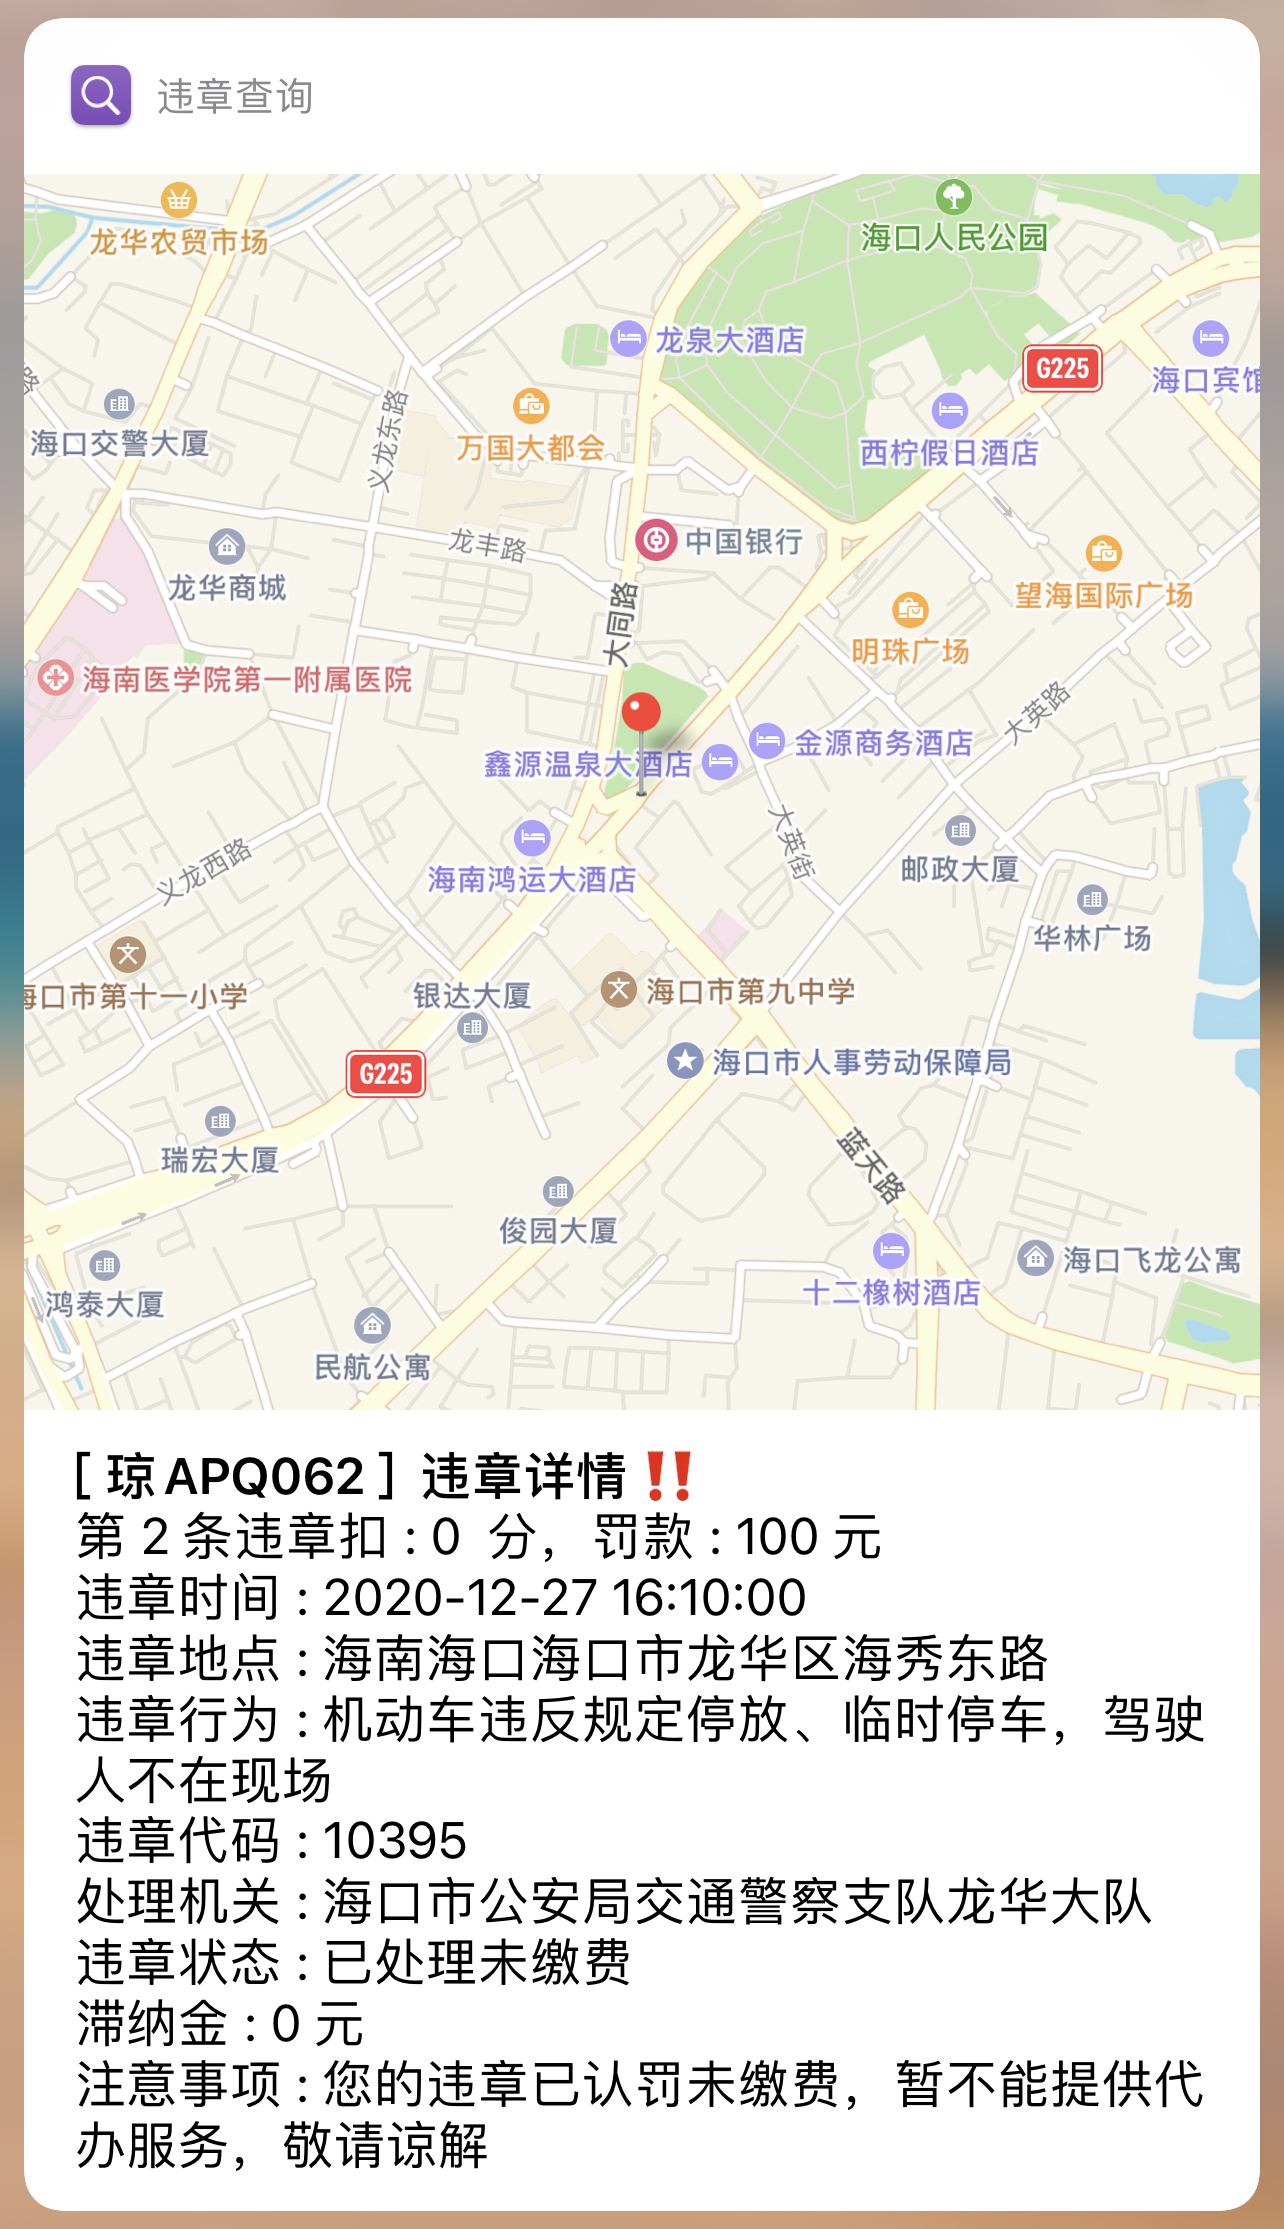 违章查询
龙华农贸市场
海口人民公园
龙泉大酒店
G225
海口宾馆
路
海口交警大厦
义龙东路
万国大都会
西柠假日酒店
龙丰路
中国银行
龙华商城
大同路
望海国际广场
明珠广场
海南医学院第一附属医院
大英路
鑫源温泉大酒店
金源商务酒店
大英街
海南鸿运大酒店
邮政大厦
义龙西路
华林广场
文
海口市第十一小学
银达大厦
文
海口市第九中学
G225
海口市人事劳动保障局
瑞宏大厦
蓝天路
俊园大厦
海口飞龙公寓
鸿泰大厦
十二橡树酒店
民航公寓
[ 琼APQ062 ] 违章详情‼️
第 2 条违章扣 : 0 分，罚款 : 100 元
违章时间 : 2020-12-27 16:10:00
违章地点 : 海南海口海口市龙华区海秀东路
违章行为 : 机动车违反规定停放、临时停车，驾驶
人不在现场
违章代码 : 10395
处理机关 : 海口市公安局交通警察支队龙华大队
违章状态 : 已处理未缴费
滞纳金 : 0 元
注意事项 : 您的违章已认罚未缴费，暂不能提供代
办服务，敬请谅解